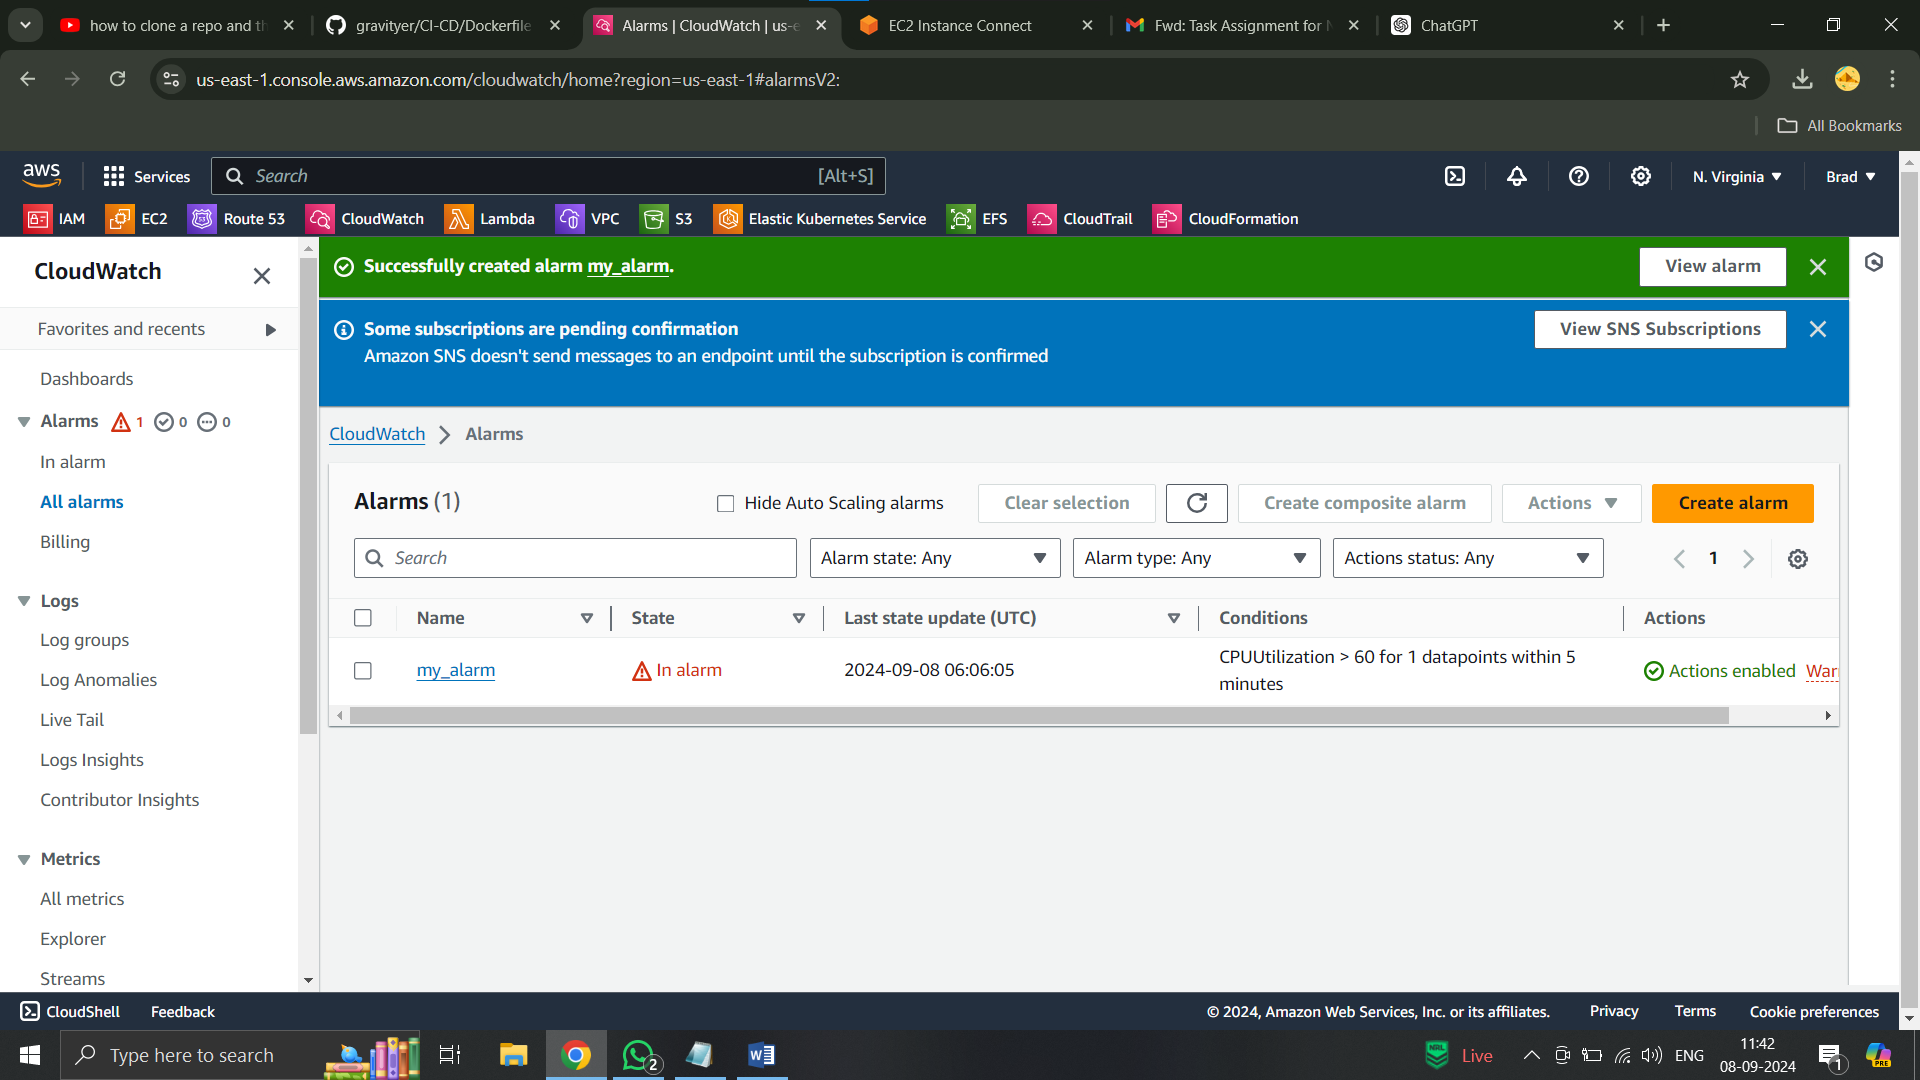 how to clone a repo and th
gravityer/CI-CD/Dockerfile
Alarms | CloudWatch | us-e
EC2 Instance Connect
Fwd: Task Assignment for
ChatGPT
us-east-1.console.aws.amazon.com/cloudwatch/home?region=us-east-1#alarmsV2:
All Bookmarks
aws
Services
Search
[Alt+S]
N. Virginia
Brad
IAM
EC2
Route 53
CloudWatch
Lambda
VPC
S3
Elastic Kubernetes Service
EFS
CloudTrail
CloudFormation
CloudWatch
Favorites and recents
Dashboards
Alarms 1 0 0
In alarm
All alarms
Billing
Logs
Log groups
Log Anomalies
Live Tail
Logs Insights
Contributor Insights
Metrics
All metrics
Explorer
Streams
Successfully created alarm my_alarm.
View alarm
Some subscriptions are pending confirmation
Amazon SNS doesn't send messages to an endpoint until the subscription is confirmed
View SNS Subscriptions
CloudWatch
Alarms
Alarms (1)
Hide Auto Scaling alarms
Clear selection
Create composite alarm
Actions
Create alarm
Search
Alarm state: Any
Alarm type: Any
Actions status: Any
1
Name
State
Last state update (UTC)
Conditions
Actions
my_alarm
In alarm
2024-09-08 06:06:05
CPUUtilization > 60 for 1 datapoints within 5
minutes
Actions enabled
War
CloudShell
Feedback
© 2024, Amazon Web Services, Inc. or its affiliates.
Privacy
Terms
Cookie preferences
Type here to search
2
NRL
Live
ENG
11:42
08-09-2024
1
PRE